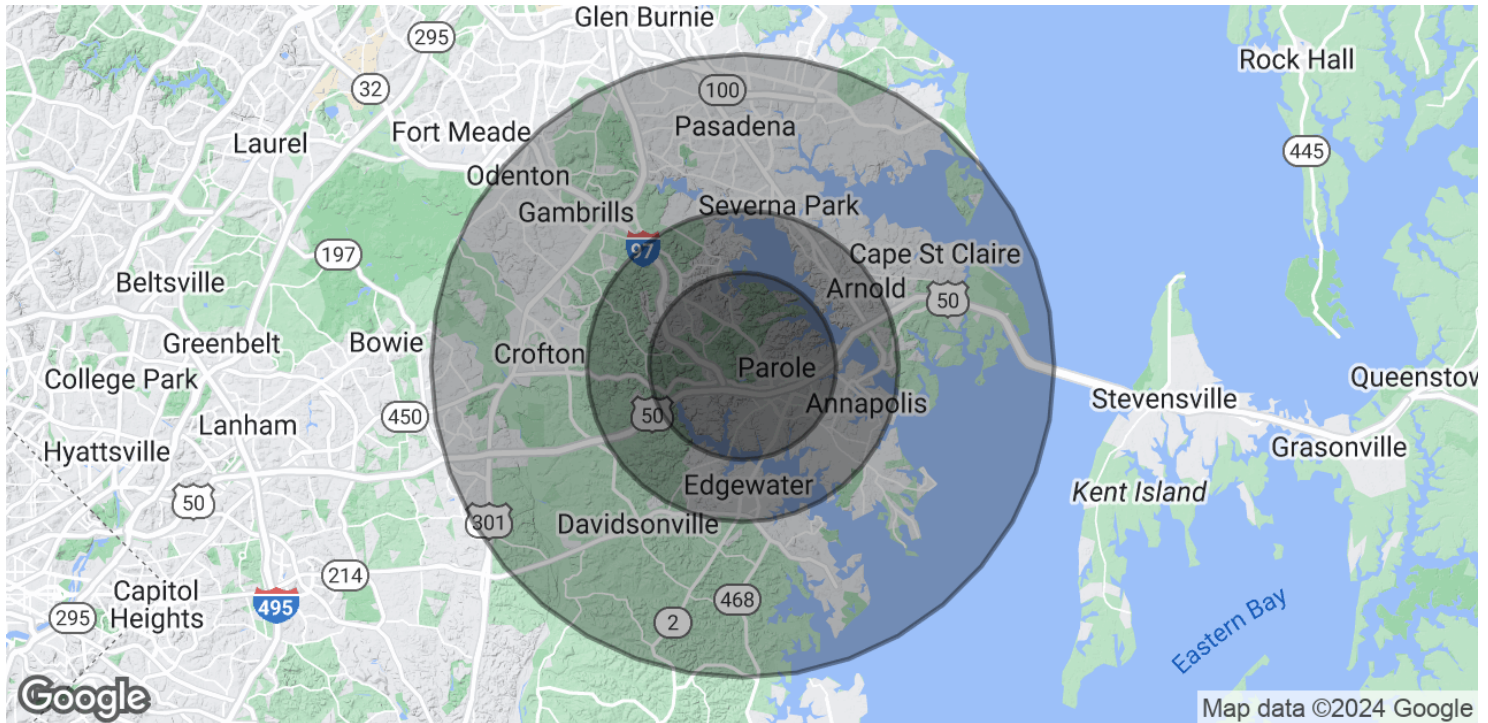 Glen Burnie
295
Rock Hall
32
100
Pasadena
Fort Meade
Laurel
445
Odenton
Severna Park
Gambrills
97
197
Cape St Claire
Beltsville
Arnold
50
Greenbelt
Bowie
Crofton
Parole
College Park
Queenstow
Stevensville
Annapolis
450
50
Lanham
Hyattsville
Grasonville
Edgewater
Kent Island
50
301
Davidsonville
214
Capitol
Heights
495
468
295
2
Eastern Bay
Google
Map data ©2024 Google